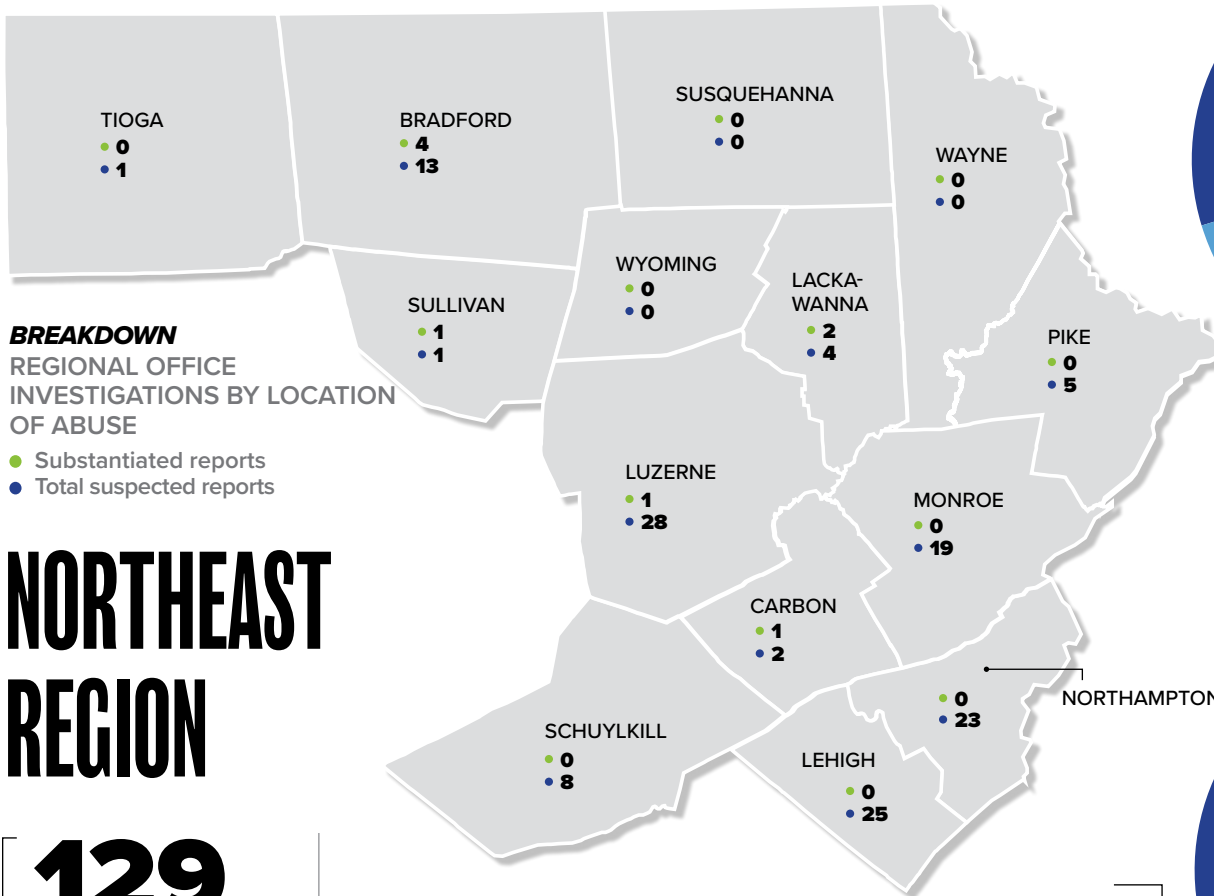 TIOGA
0
1
BRADFORD
4
13
SUSQUEHANNA
0
0
WAYNE
0
0
WYOMING
0
0
LACKA-
WANNA
2
4
SULLIVAN
1
1
PIKE
0
5
BREAKDOWN
REGIONAL OFFICE
INVESTIGATIONS BY LOCATION
OF ABUSE
Substantiated reports
Total suspected reports
LUZERNE
1
28
MONROE
0
19
NORTHEAST
REGION
CARBON
1
2
NORTHAMPTON
0
23
SCHUYLKILL
0
8
LEHIGH
0
25
129